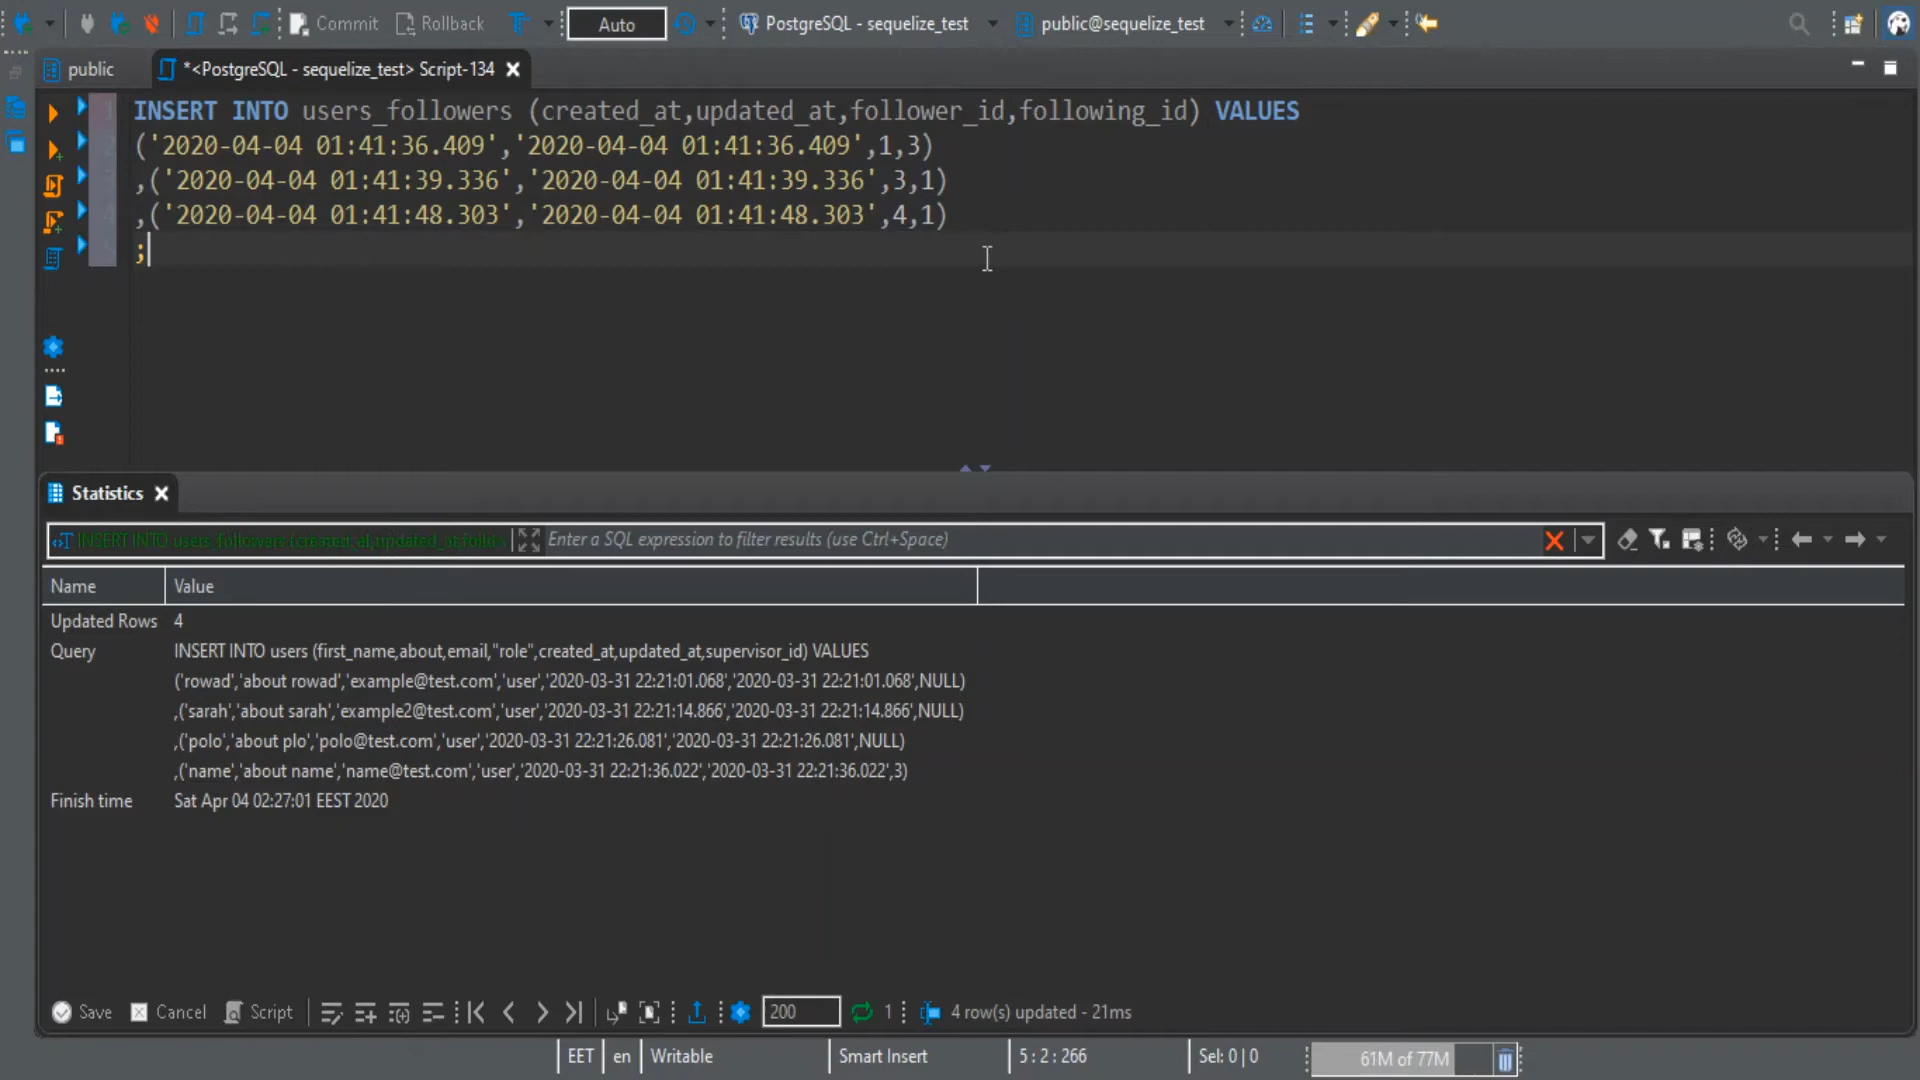 Commit
Rollback
Auto
PostgreSQL - sequelize_test
public@sequelize_test
public
*<PostgreSQL - sequelize_test> Script-134
1 INSERT INTO users_followers (created_at,updated_at,follower_id,following_id) VALUES
2 ('2020-04-04 01:41:36.409','2020-04-04 01:41:36.409',1,3)
3 ,('2020-04-04 01:41:39.336','2020-04-04 01:41:39.336',3,1)
4 ,('2020-04-04 01:41:48.303','2020-04-04 01:41:48.303',4,1)
5 ;
Statistics
INSERT INTO users_followers (created_at,updated_at,follow
Enter a SQL expression to filter results (use Ctrl+Space)
Name Value
Updated Rows 4
Query INSERT INTO users (first_name,about,email,"role",created_at,updated_at,supervisor_id) VALUES
('rowad','about rowad','example@test.com','user','2020-03-31 22:21:01.068','2020-03-31 22:21:01.068',NULL)
,('sarah','about sarah','example2@test.com','user','2020-03-31 22:21:14.866','2020-03-31 22:21:14.866',NULL)
,('polo','about plo','polo@test.com','user','2020-03-31 22:21:26.081','2020-03-31 22:21:26.081',NULL)
,('name','about name','name@test.com','user','2020-03-31 22:21:36.022','2020-03-31 22:21:36.022',3)
Finish time Sat Apr 04 02:27:01 EEST 2020
Save Cancel Script 200 1 4 row(s) updated - 21ms
EET en Writable Smart Insert 5 : 2 : 266 Sel: 0 | 0 61M of 77M